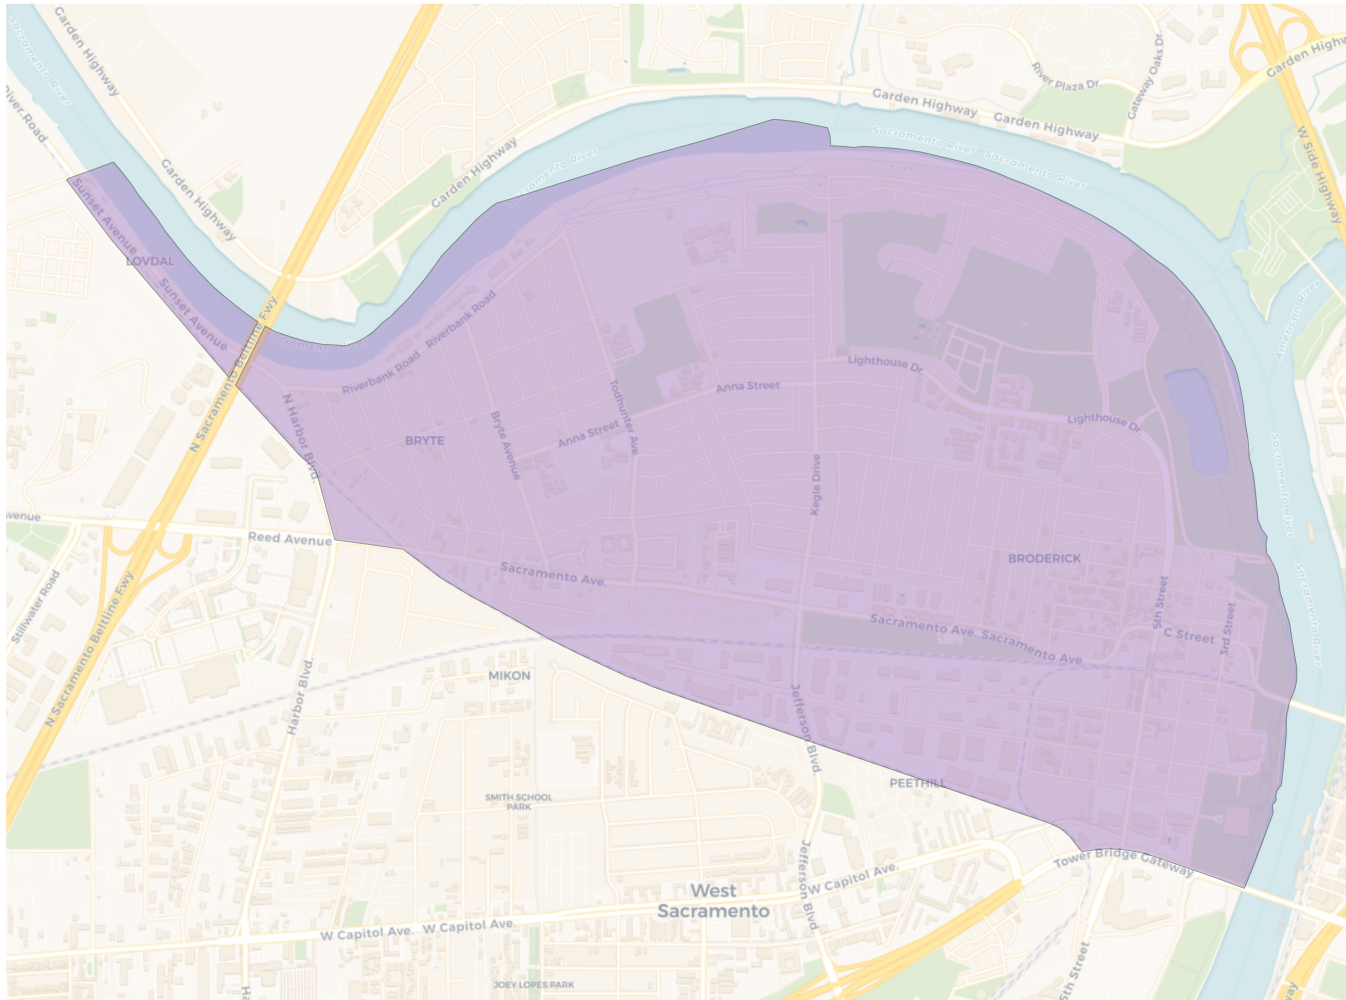 Garden Highway
Sacramento River
River Road
Garden Highway
Garden Highway
Sacramento River
Garden Highway
Garden Highway
River Plaza Dr
Gateway Oaks Dr
Garden Highw
W Side Highway
Sacramento River
Sacramento River
American River
Sunset Avenue
LOVDAL
Sunset Avenue
N Sacramento Beltline Fwy
Riverbank Road
Riverbank Road
N Harbor Blvd.
BRYTE
Bryte Avenue
Todhunter Ave.
Anna Street
Anna Street
Lighthouse Dr
Lighthouse Dr
Kegle Drive
Sacramento River
Sacramento River
Avenue
Reed Avenue
Stillwater Road
N Sacramento Beltline Fwy
Sacramento Ave.
BRODERICK
5th Street
3rd Street
C Street
Sacramento Ave.
Sacramento Ave.
Harbor Blvd.
MIKON
Jefferson Blvd.
PEETHILL
SMITH SCHOOL
PARK
Tower Bridge Gateway
Jefferson Blvd.
W Capitol Ave.
West
Sacramento
W Capitol Ave.
W Capitol Ave.
JOEY LOPES PARK
5th Street
Ha
way